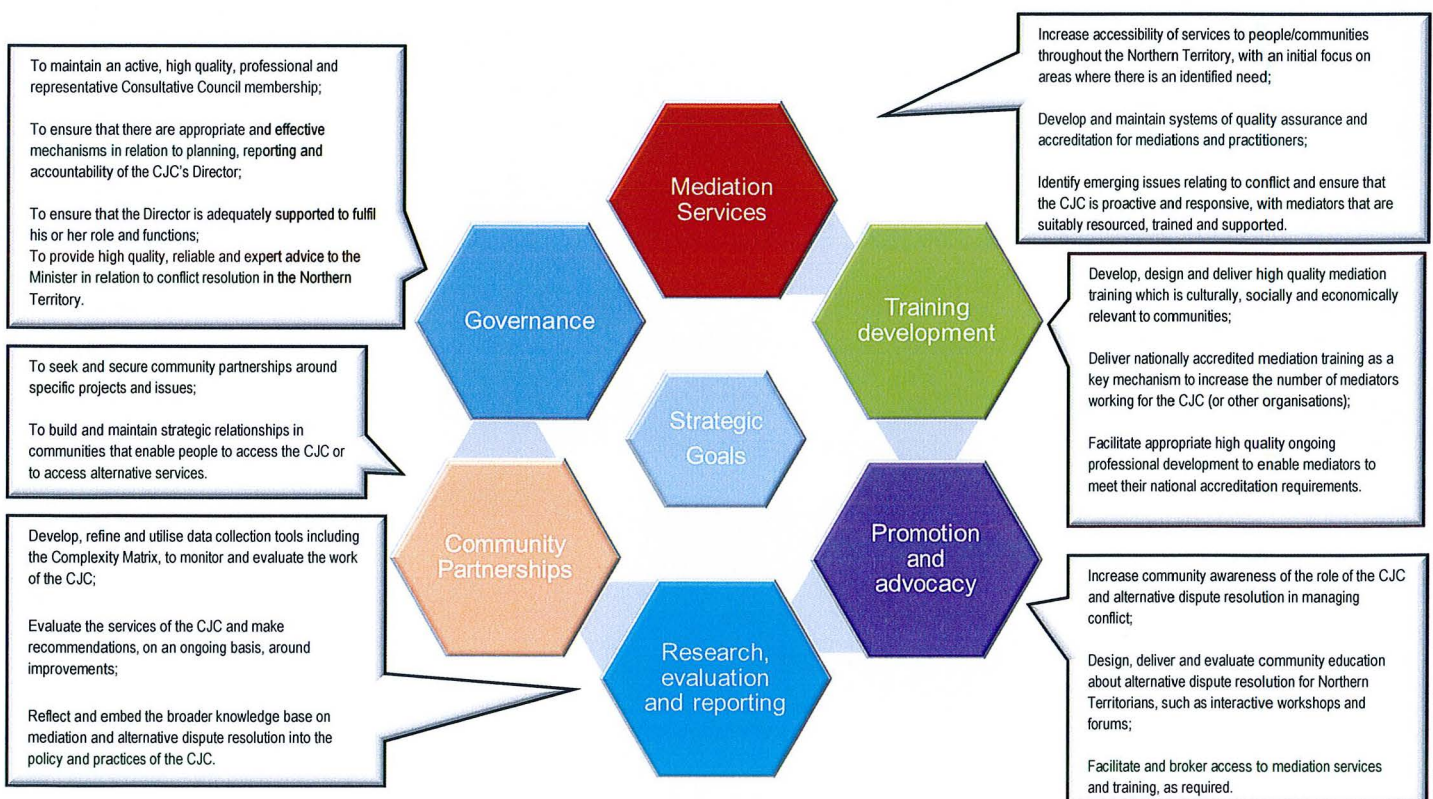 To maintain an active, high quality, professional and
representative Consultative Council membership;
To ensure that there are appropriate and effective
mechanisms in relation to planning, reporting and
accountability of the CJC's Director;
To ensure that the Director is adequately supported to fulfil
his or her role and functions;
To provide high quality, reliable and expert advice to the
Minister in relation to conflict resolution in the Northern
Territory.
To seek and secure community partnerships around
specific projects and issues;
To build and maintain strategic relationships in
communities that enable people to access the CJC or
to access alternative services.
Develop, refine and utilise data collection tools including
the Complexity Matrix, to monitor and evaluate the work
of the CJC;
Evaluate the services of the CJC and make
recommendations, on an ongoing basis, around
improvements;
Reflect and embed the broader knowledge base on
mediation and alternative dispute resolution into the
policy and practices of the CJC.
Mediation
Services
Governance
Training
development
Strategic
Goals
Community
Partnerships
Promotion
and
advocacy
Research,
evaluation
and reporting
Increase accessibility of services to people/communities
throughout the Northern Territory, with an initial focus on
areas where there is an identified need;
Develop and maintain systems of quality assurance and
accreditation for mediations and practitioners;
Identify emerging issues relating to conflict and ensure that
the CJC is proactive and responsive, with mediators that are
suitably resourced, trained and supported.
Develop, design and deliver high quality mediation
training which is culturally, socially and economically
relevant to communities;
Deliver nationally accredited mediation training as a
key mechanism to increase the number of mediators
working for the CJC (or other organisations);
Facilitate appropriate high quality ongoing
professional development to enable mediators to
meet their national accreditation requirements.
Increase community awareness of the role of the CJC
and alternative dispute resolution in managing
conflict;
Design, deliver and evaluate community education
about alternative dispute resolution for Northern
Territorians, such as interactive workshops and
forums;
Facilitate and broker access to mediation services
and training, as required.